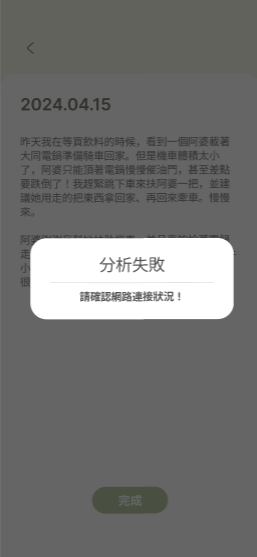 2024.04.15
昨天我在等買飲料的時候，看到一個阿婆載著
大同電鍋準備騎車回家。但是機車體積太小
了，阿婆只能頂著電鍋慢慢催油門，甚至差點
要跌倒了！我趕緊跳下車來扶阿婆一把，並建
議她用走的把東西拿回家、再回來牽車。慢慢
來。
分析失敗
請確認網路連接狀況！
完成